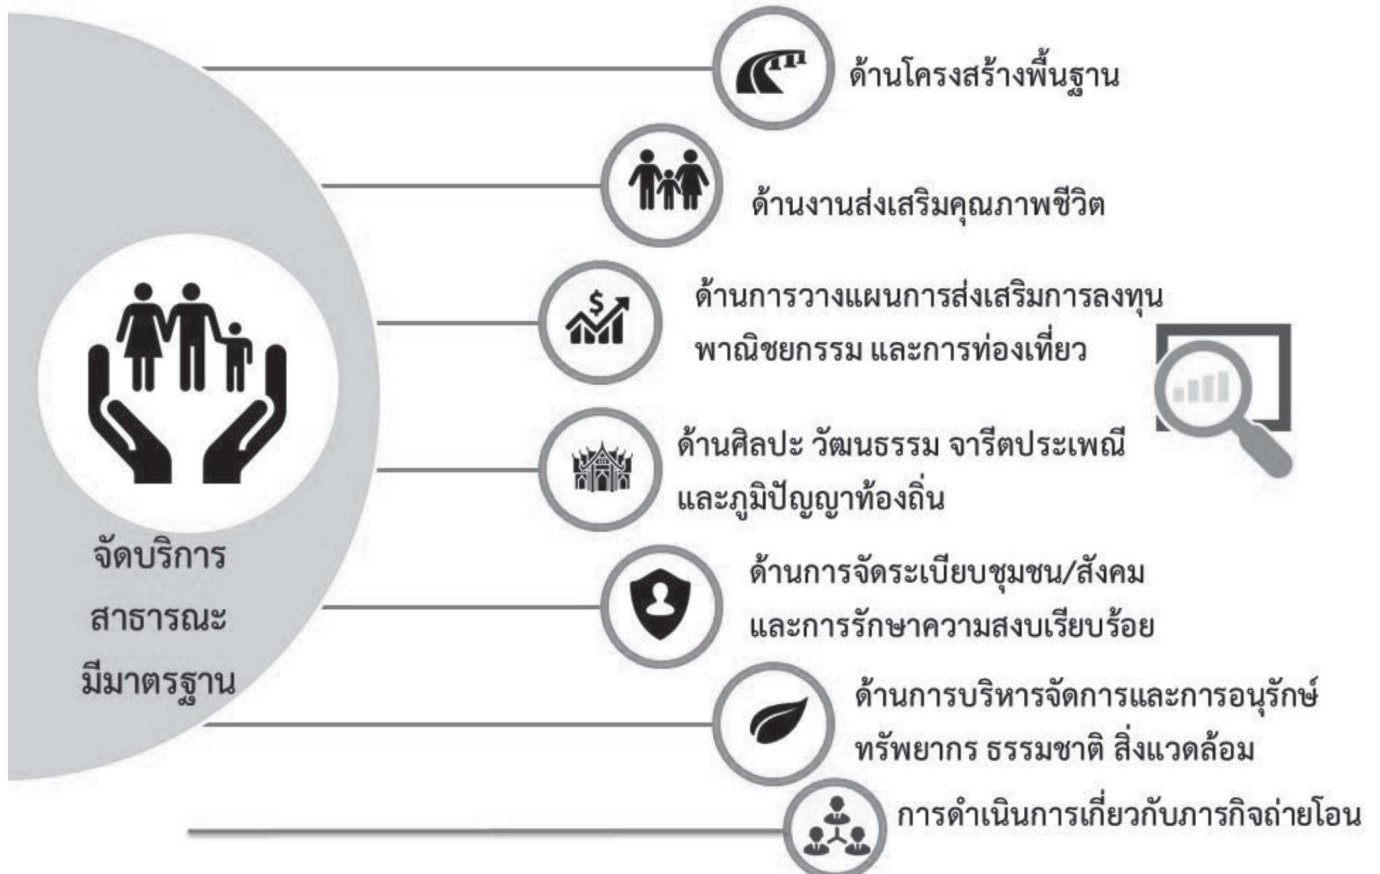 ด้านโครงสร้างพื้นฐาน
ด้านงานส่งเสริมคุณภาพชีวิต
ด้านการวางแผนการส่งเสริมการลงทุน
พาณิชยกรรม และการท่องเที่ยว
ด้านศิลปะ วัฒนธรรม จารีตประเพณี
และภูมิปัญญาท้องถิ่น
จัดบริการ
สาธารณะ
มีมาตรฐาน
ด้านการจัดระเบียบชุมชน/สังคม
และการรักษาความสงบเรียบร้อย
ด้านการบริหารจัดการและการอนุรักษ์
ทรัพยากร ธรรมชาติ สิ่งแวดล้อม
การดำเนินการเกี่ยวกับภารกิจถ่ายโอน